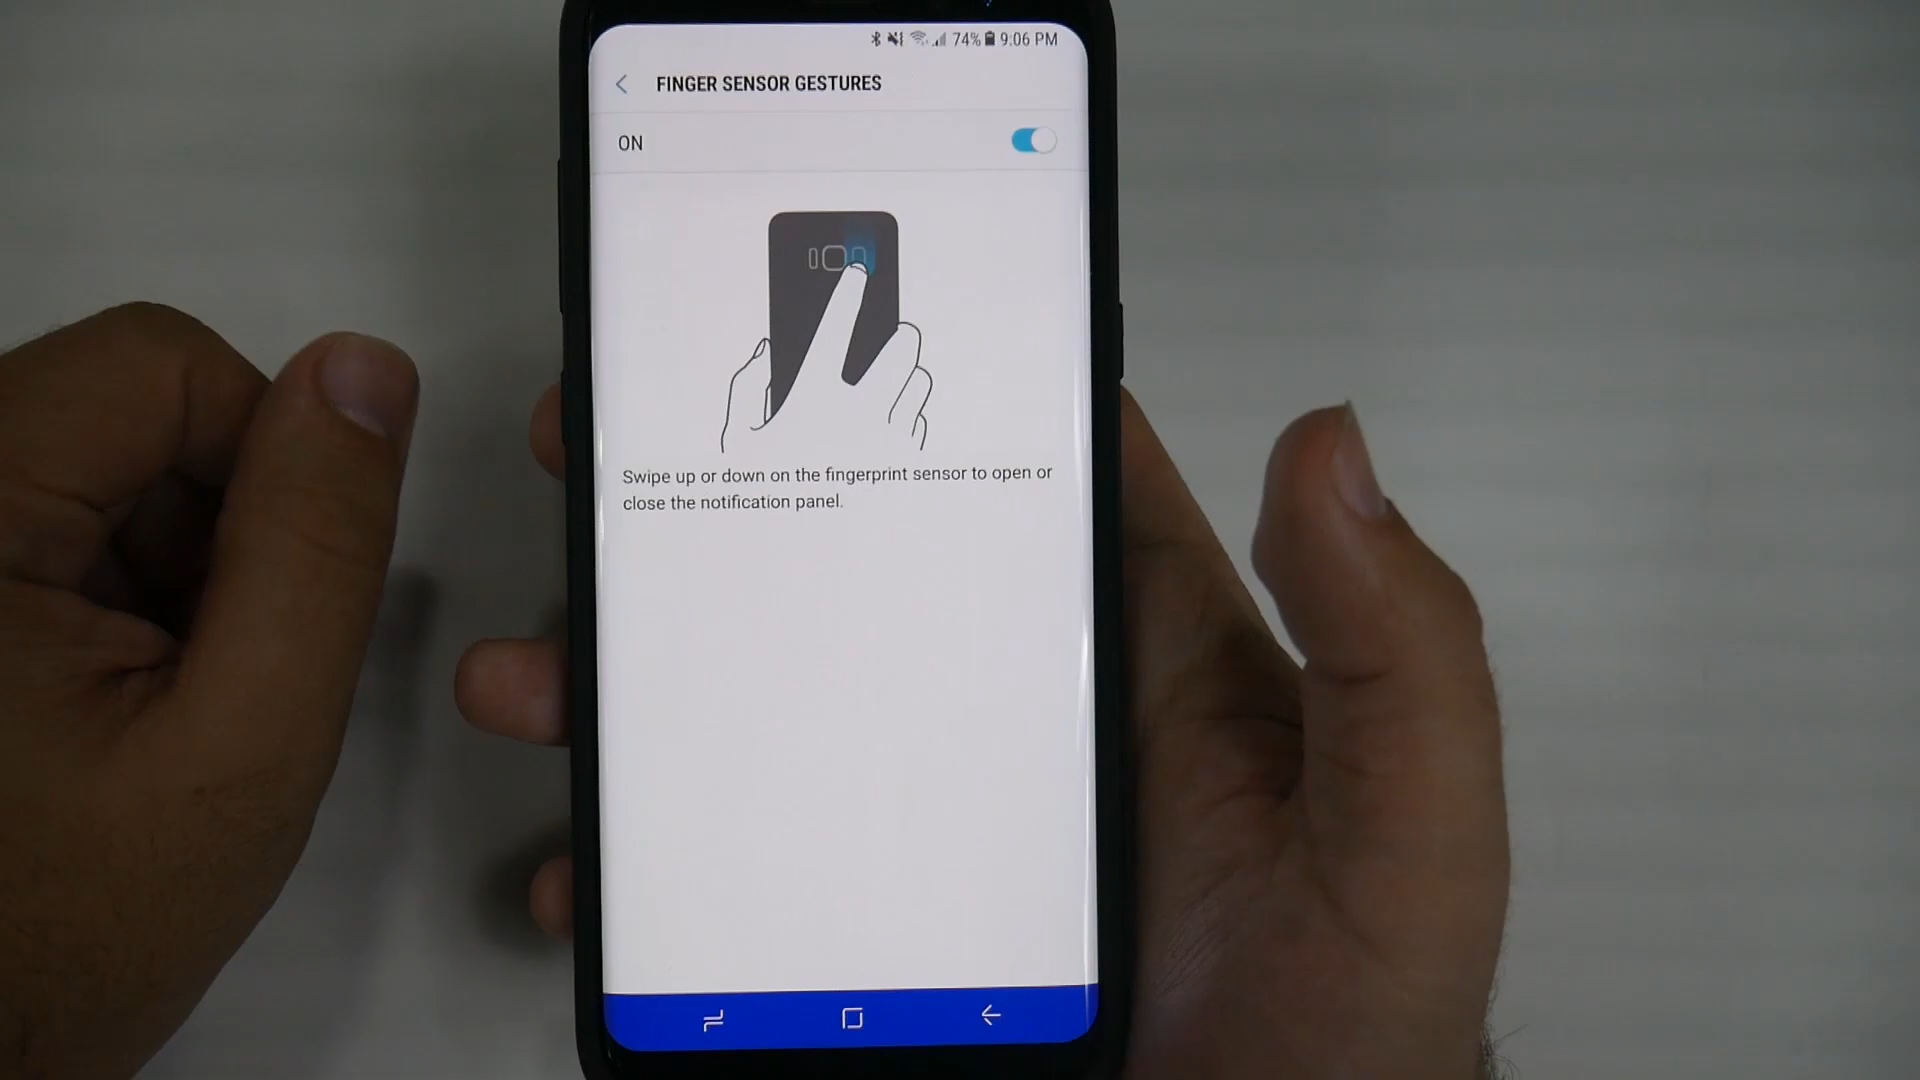 74% 9:06 PM
FINGER SENSOR GESTURES
ON
Swipe up or down on the fingerprint sensor to open or
close the notification panel.